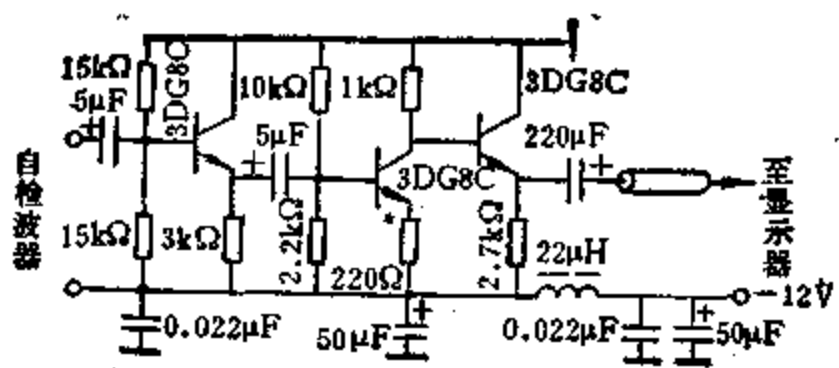 15kΩ
5μF
3DG8C
10kΩ
1kΩ
3DG8C
5μF
3DG8C
220μF
自检波器
至显示器
15kΩ
3kΩ
2.2kΩ
*
220Ω
2.7kΩ
22μH
-12V
0.022μF
50μF
0.022μF
50μF